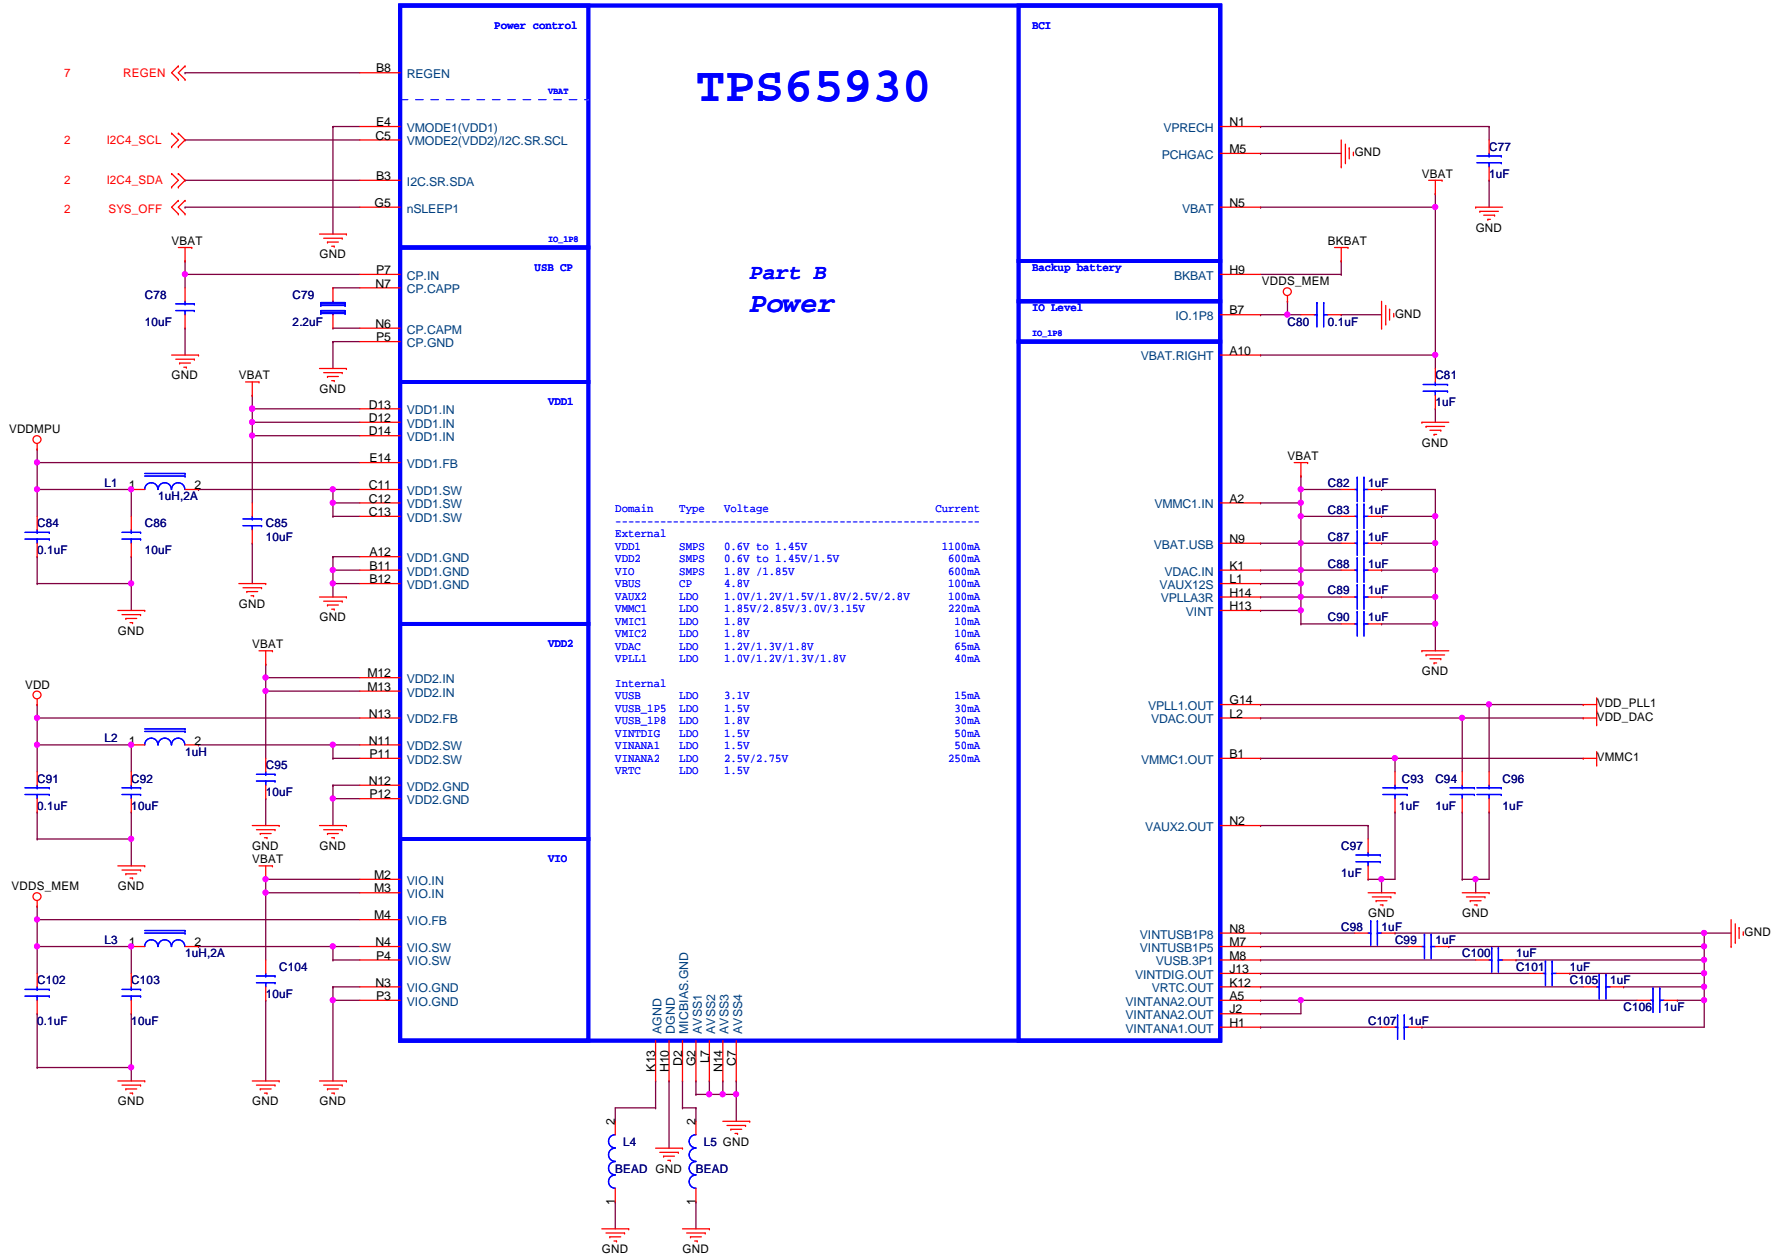 Power control
BCI
TPS65930
7 REGEN B8 REGEN
VBAT
E4 VMODE1(VDD1)
2 I2C4_SCL C5 VMODE2(VDD2)/I2C.SR.SCL
2 I2C4_SDA B3 I2C.SR.SDA
2 SYS_OFF G5 nSLEEP1
IO_1P8
GND
VBAT
USB CP
P7 CP.IN
N7 CP.CAPP
C78
10uF
C79
2.2uF
N6 CP.CAPM
P5 CP.GND
GND
GND
Part B
Power
VPRECH N1
PCHGAC M5
GND
C77
1uF
GND
VBAT
VBAT N5
BKBAT
Backup battery
BKBAT H9
VDDS_MEM
IO Level
IO.1P8 B7
IO_1P8
C80 0.1uF
GND
VBAT.RIGHT A10
C81
1uF
GND
VBAT
VDD1
D13 VDD1.IN
D12 VDD1.IN
D14 VDD1.IN
VDDMPU
E14 VDD1.FB
L1 1 2
1uH,2A
C11 VDD1.SW
C12 VDD1.SW
C13 VDD1.SW
C84
0.1uF
C86
10uF
C85
10uF
A12 VDD1.GND
B11 VDD1.GND
B12 VDD1.GND
GND
GND
GND
VBAT
C82 1uF
VMMC1.IN A2
C83 1uF
VBAT.USB N9
C87 1uF
VDAC.IN K1
C88 1uF
VAUX12S L1
VPLLA3R H14
C89 1uF
VINT H13
C90 1uF
GND
Domain Type Voltage Current
External
VDD1 SMPS 0.6V to 1.45V 1100mA
VDD2 SMPS 0.6V to 1.45V/1.5V 600mA
VIO SMPS 1.8V /1.85V 600mA
VBUS CP 4.8V 100mA
VAUX2 LDO 1.0V/1.2V/1.5V/1.8V/2.5V/2.8V 100mA
VMMC1 LDO 1.85V/2.85V/3.0V/3.15V 220mA
VMIC1 LDO 1.8V 10mA
VMIC2 LDO 1.8V 10mA
VDAC LDO 1.2V/1.3V/1.8V 65mA
VPLL1 LDO 1.0V/1.2V/1.3V/1.8V 40mA
Internal
VUSB LDO 3.1V 15mA
VUSB_1P5 LDO 1.5V 30mA
VUSB_1P8 LDO 1.8V 30mA
VINTDIG LDO 1.5V 50mA
VINANA1 LDO 1.5V 50mA
VINANA2 LDO 2.5V/2.75V 250mA
VRTC LDO 1.5V
VBAT
VDD2
M12 VDD2.IN
M13 VDD2.IN
VDD
N13 VDD2.FB
L2 1 2
1uH
N11 VDD2.SW
P11 VDD2.SW
C91
0.1uF
C92
10uF
C95
10uF
N12 VDD2.GND
P12 VDD2.GND
GND
GND
GND
VPLL1.OUT G14 VDD_PLL1
VDAC.OUT L2 VDD_DAC
VMMC1.OUT B1 VMMC1
C93
1uF
C94
1uF
C96
1uF
VAUX2.OUT N2
C97
1uF
GND
GND
VBAT
VIO
M2 VIO.IN
M3 VIO.IN
VDDS_MEM
M4 VIO.FB
L3 1 2
1uH,2A
N4 VIO.SW
P4 VIO.SW
C102
0.1uF
C103
10uF
C104
10uF
N3 VIO.GND
P3 VIO.GND
GND
GND
GND
VINTUSB1P8 N8 C98 1uF
GND
VINTUSB1P5 M7 C99 1uF
VUSB.3P1 M8 C100 1uF
VINTDIG.OUT J13 C101 1uF
VRTC.OUT K12 C105 1uF
VINTANA2.OUT A5 C106 1uF
VINTANA2.OUT J2
VINTANA1.OUT H1 C107 1uF
AGND
DGND
MICBIAS.GND
AVSS1
AVSS2
AVSS3
AVSS4
K13
H10
D2
G2
L7
N14
C7
2
L4
BEAD
1
GND
GND
2
L5
BEAD
1
GND
GND